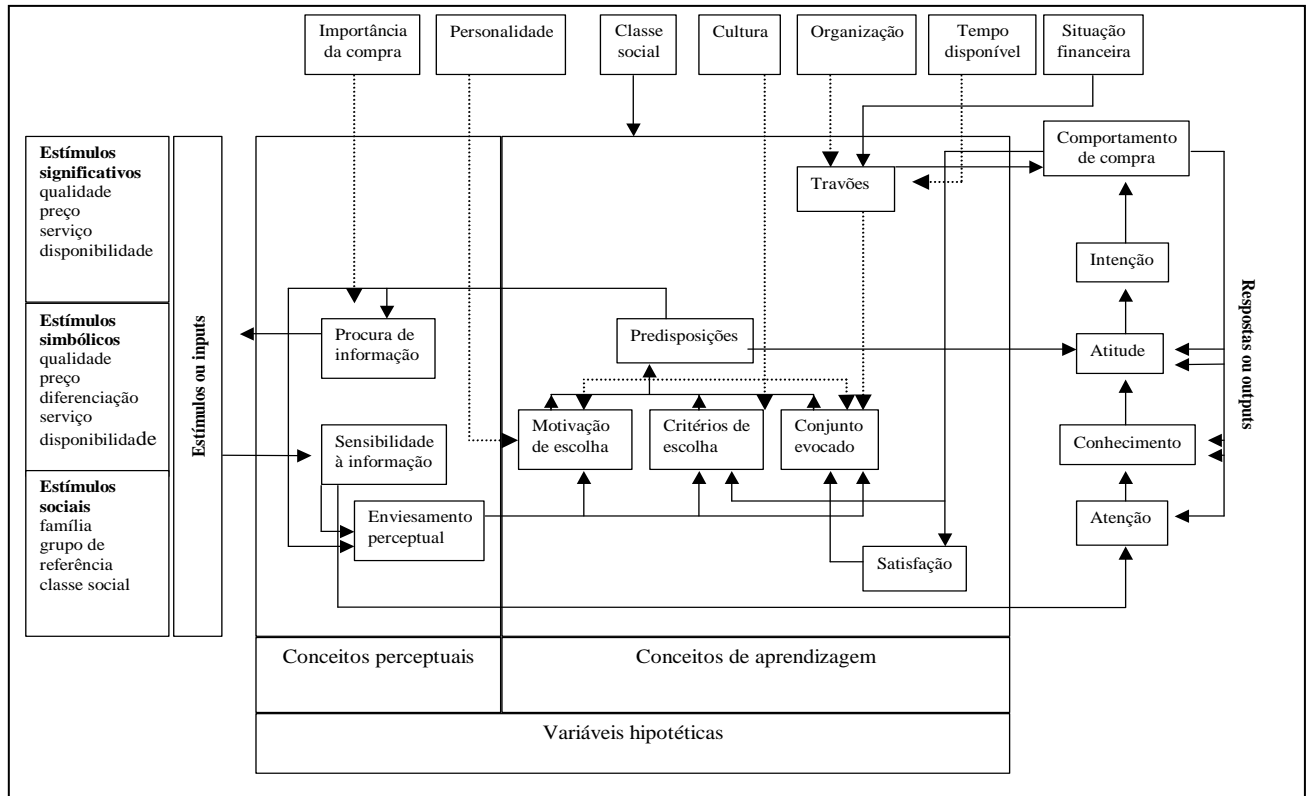 Importância
da compra
Personalidade
Classe
social
Cultura
Organização
Tempo
disponível
Situação
financeira
Estímulos
significativos
qualidade
preço
serviço
disponibilidade
Estímulos
simbólicos
qualidade
preço
diferenciação
serviço
disponibilidade
Estímulos
sociais
família
grupo de
referência
classe social
Estímulos ou inputs
Procura de
informação
Sensibilidade
à informação
Enviesamento
perceptual
Travões
Predisposições
Motivação
de escolha
Critérios de
escolha
Conjunto
evocado
Satisfação
Comportamento
de compra
Intenção
Atitude
Conhecimento
Atenção
Respostas ou outputs
Conceitos perceptuais
Conceitos de aprendizagem
Variáveis hipotéticas